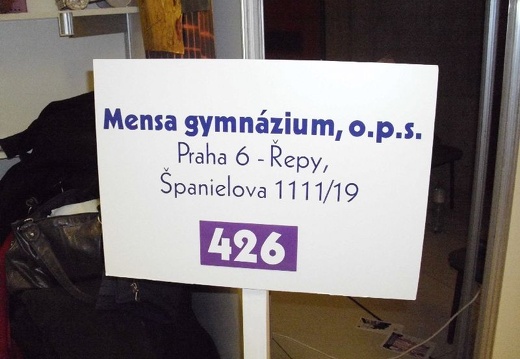 Mensa gymnázium, o.p.s.
Praha 6 - Řepy,
Španielova 1111/19
426